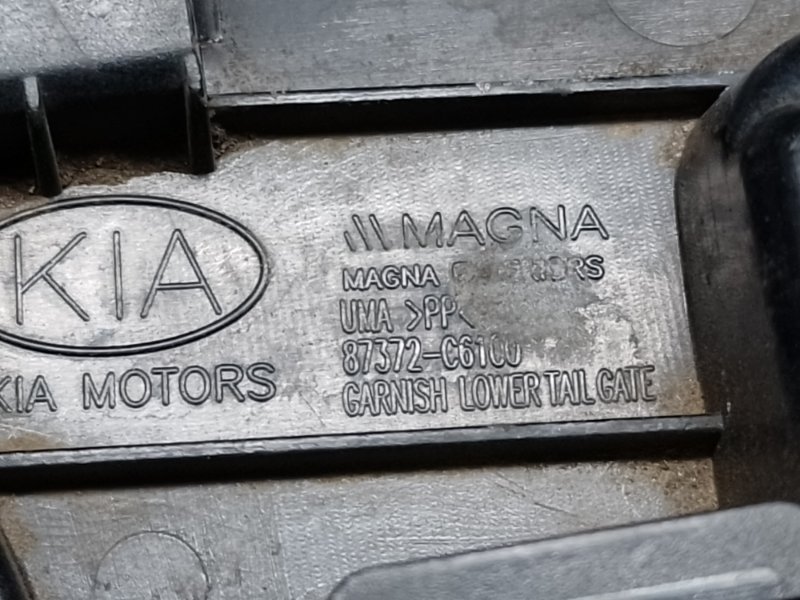 KIA
KIA MOTORS
MAGNA
MAGNA
UMA >PP<
87372-C6100
GARNISH LOWER TAIL GATE